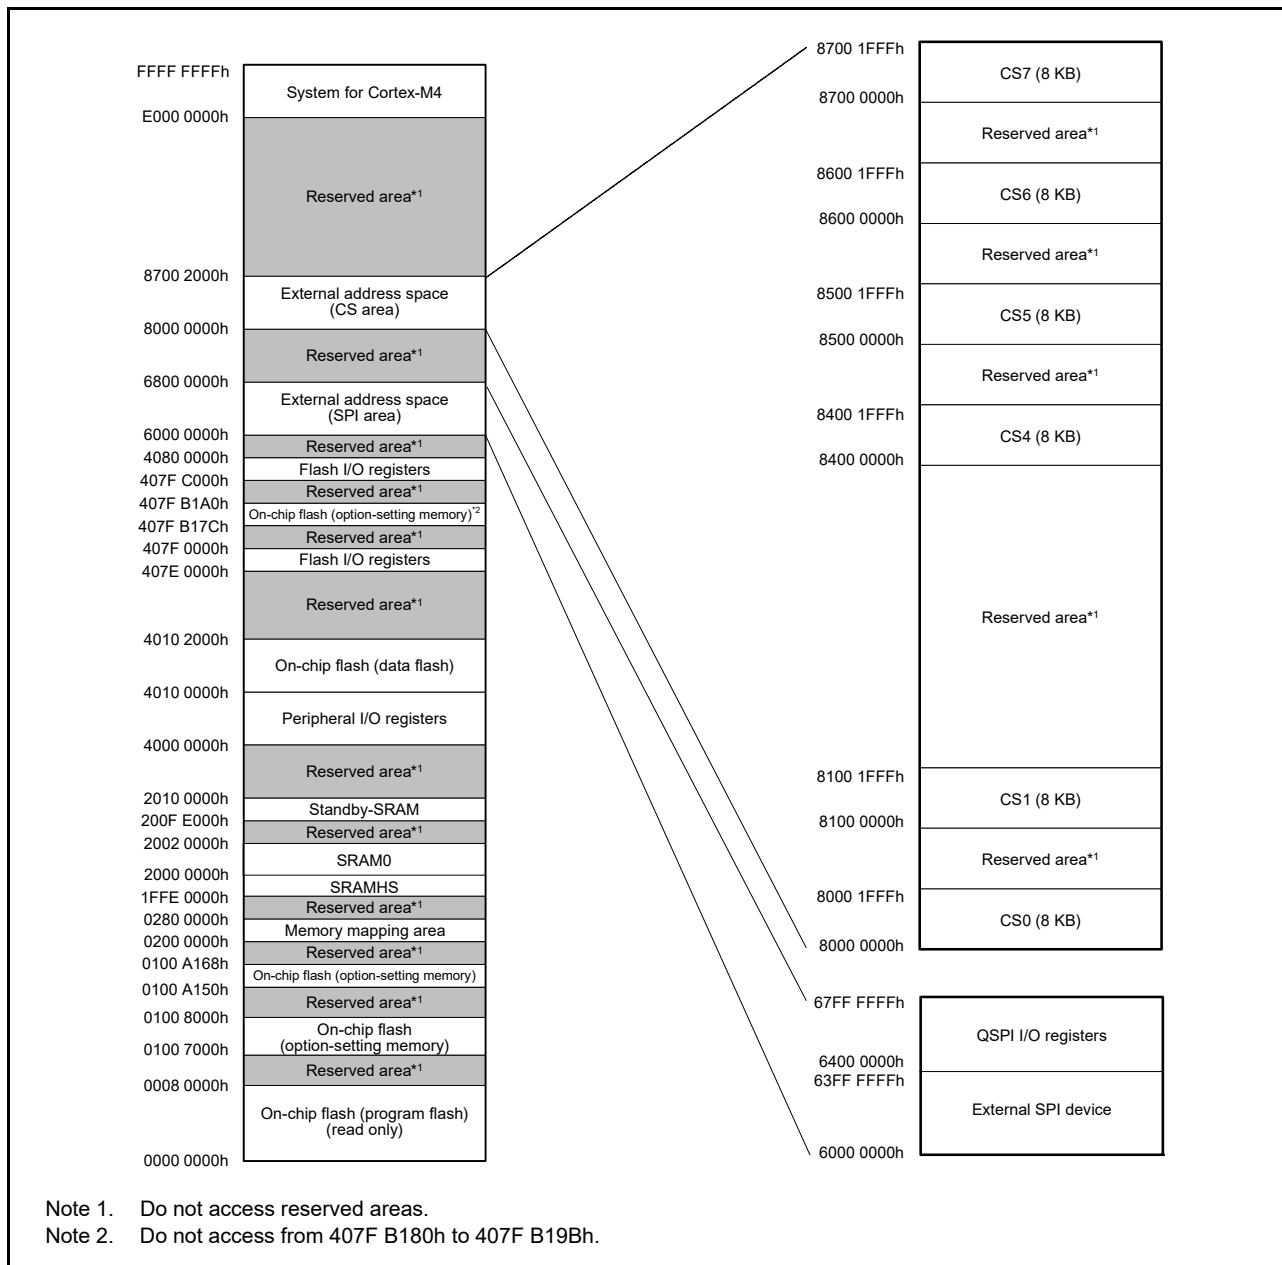 FFFF FFFFh
System for Cortex-M4
E000 0000h
Reserved area*1
8700 2000h
External address space
(CS area)
8000 0000h
Reserved area*1
6800 0000h
External address space
(SPI area)
6000 0000h
Reserved area*1
4080 0000h
Flash I/O registers
407F C000h
Reserved area*1
407F B1A0h
On-chip flash (option-setting memory)*2
407F B17Ch
Reserved area*1
407F 0000h
Flash I/O registers
407E 0000h
Reserved area*1
4010 2000h
On-chip flash (data flash)
4010 0000h
Peripheral I/O registers
4000 0000h
Reserved area*1
2010 0000h
Standby-SRAM
200F E000h
Reserved area*1
2002 0000h
SRAM0
2000 0000h
SRAMHS
1FFE 0000h
Reserved area*1
0280 0000h
Memory mapping area
0200 0000h
Reserved area*1
0100 A168h
On-chip flash (option-setting memory)
0100 A150h
Reserved area*1
0100 8000h
On-chip flash
(option-setting memory)
0100 7000h
Reserved area*1
0008 0000h
On-chip flash (program flash)
(read only)
0000 0000h
8700 1FFFh
CS7 (8 KB)
8700 0000h
Reserved area*1
8600 1FFFh
CS6 (8 KB)
8600 0000h
Reserved area*1
8500 1FFFh
CS5 (8 KB)
8500 0000h
Reserved area*1
8400 1FFFh
CS4 (8 KB)
8400 0000h
Reserved area*1
8100 1FFFh
CS1 (8 KB)
8100 0000h
Reserved area*1
8000 1FFFh
CS0 (8 KB)
8000 0000h
67FF FFFFh
QSPI I/O registers
6400 0000h
63FF FFFFh
External SPI device
6000 0000h
Note 1. Do not access reserved areas.
Note 2. Do not access from 407F B180h to 407F B19Bh.